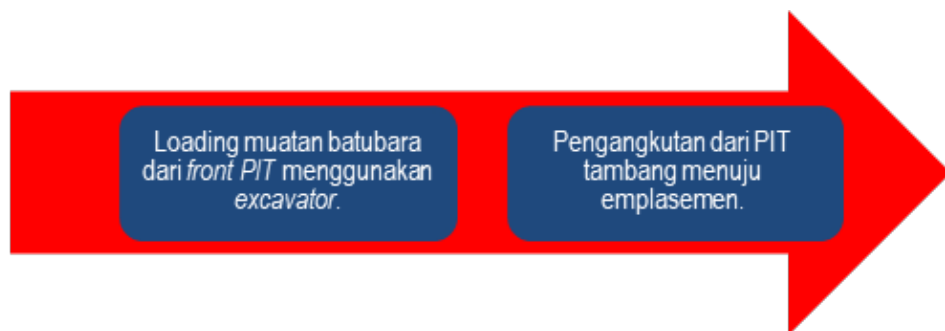 Loading muatan batubara
dari front PIT menggunakan
excavator.
Pengangkutan dari PIT
tambang menuju
emplasemen.